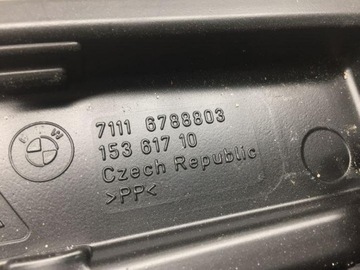 7111 6788803
153 617 10
Czech Republic
>PP<